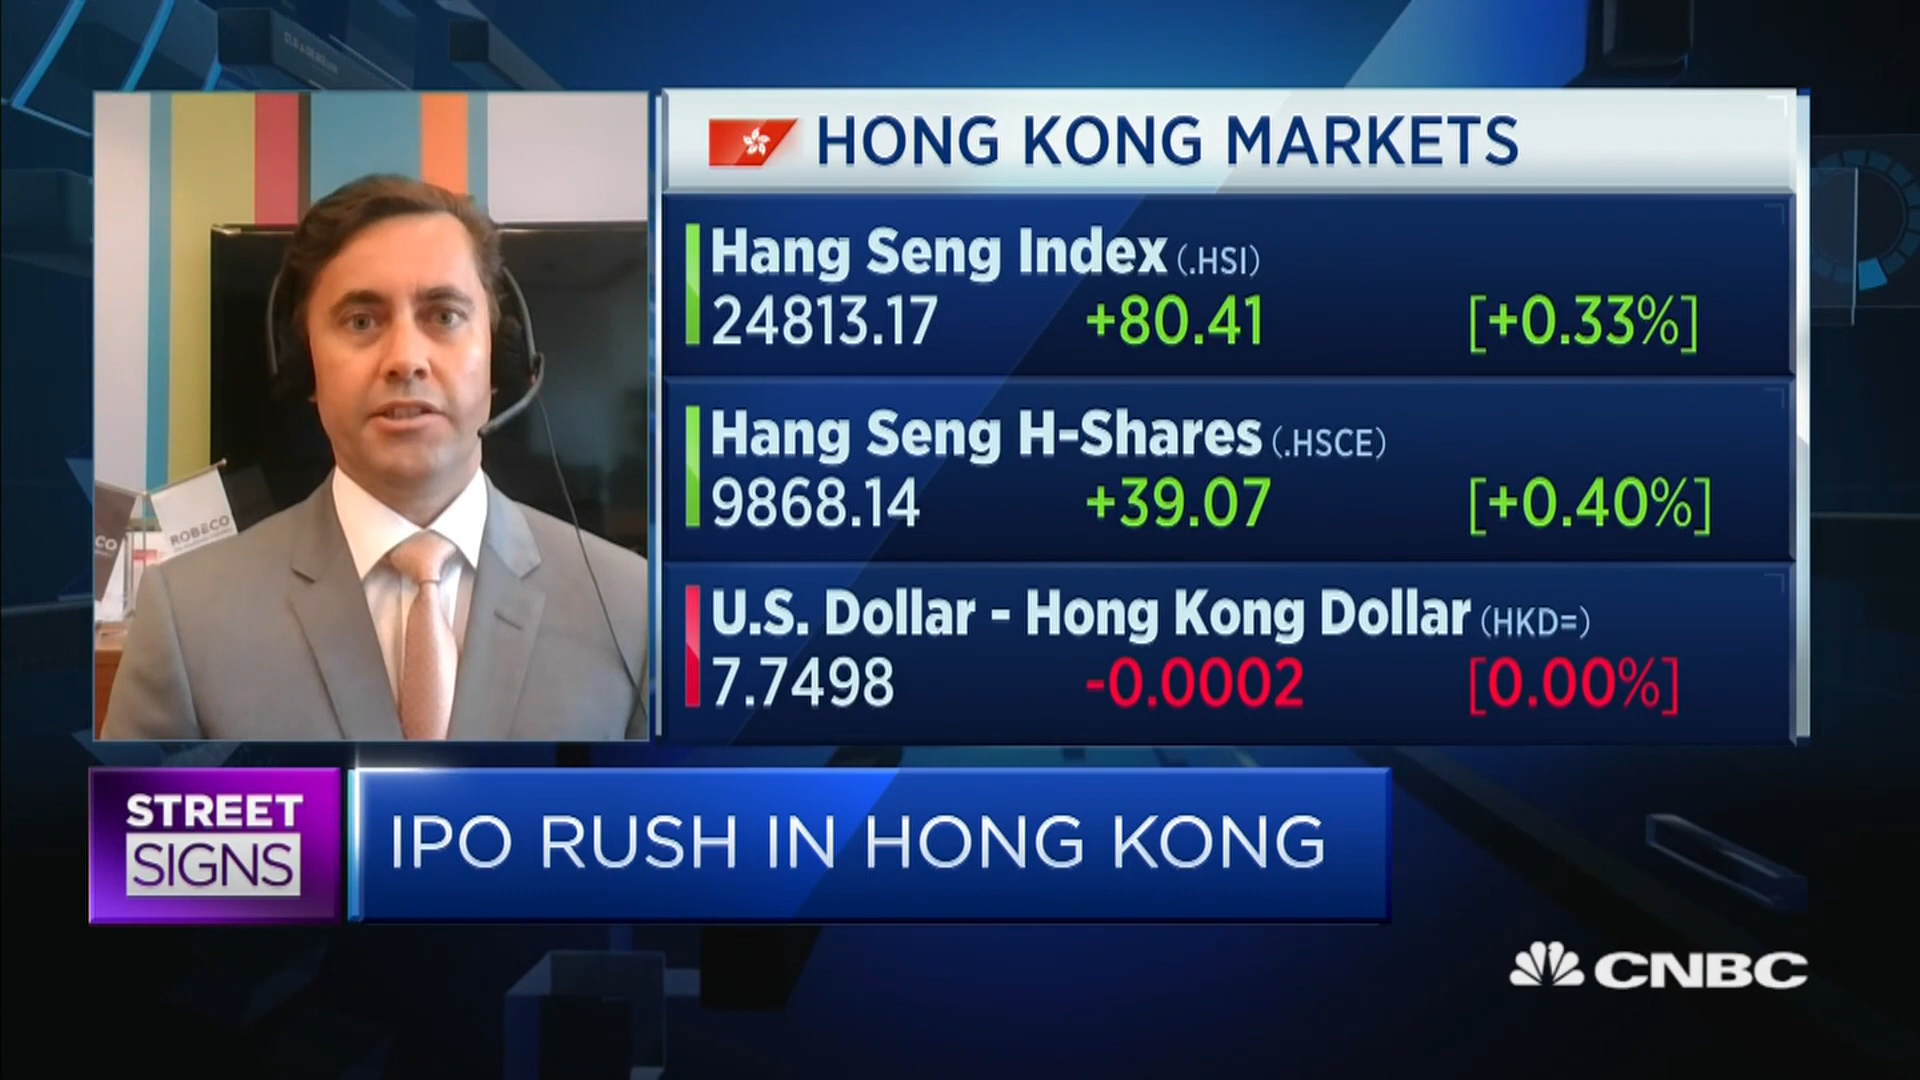 HONG KONG MARKETS
Hang Seng Index (.HSI)
24813.17 +80.41 [+0.33%]
Hang Seng H-Shares (.HSCE)
9868.14 +39.07 [+0.40%]
U.S. Dollar - Hong Kong Dollar (HKD=)
7.7498 -0.0002 [0.00%]
CO
ROBECO
STREET
SIGNS
IPO RUSH IN HONG KONG
CNBC